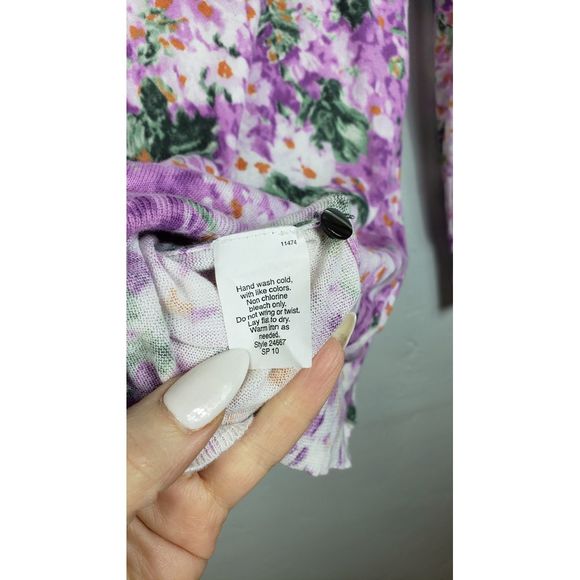 11474
Hand wash cold,
with like colors.
Non chlorine
bleach only.
Do not wing or twist.
Lay flat to dry.
Warm iron as
needed.
Style 24667
SP 10